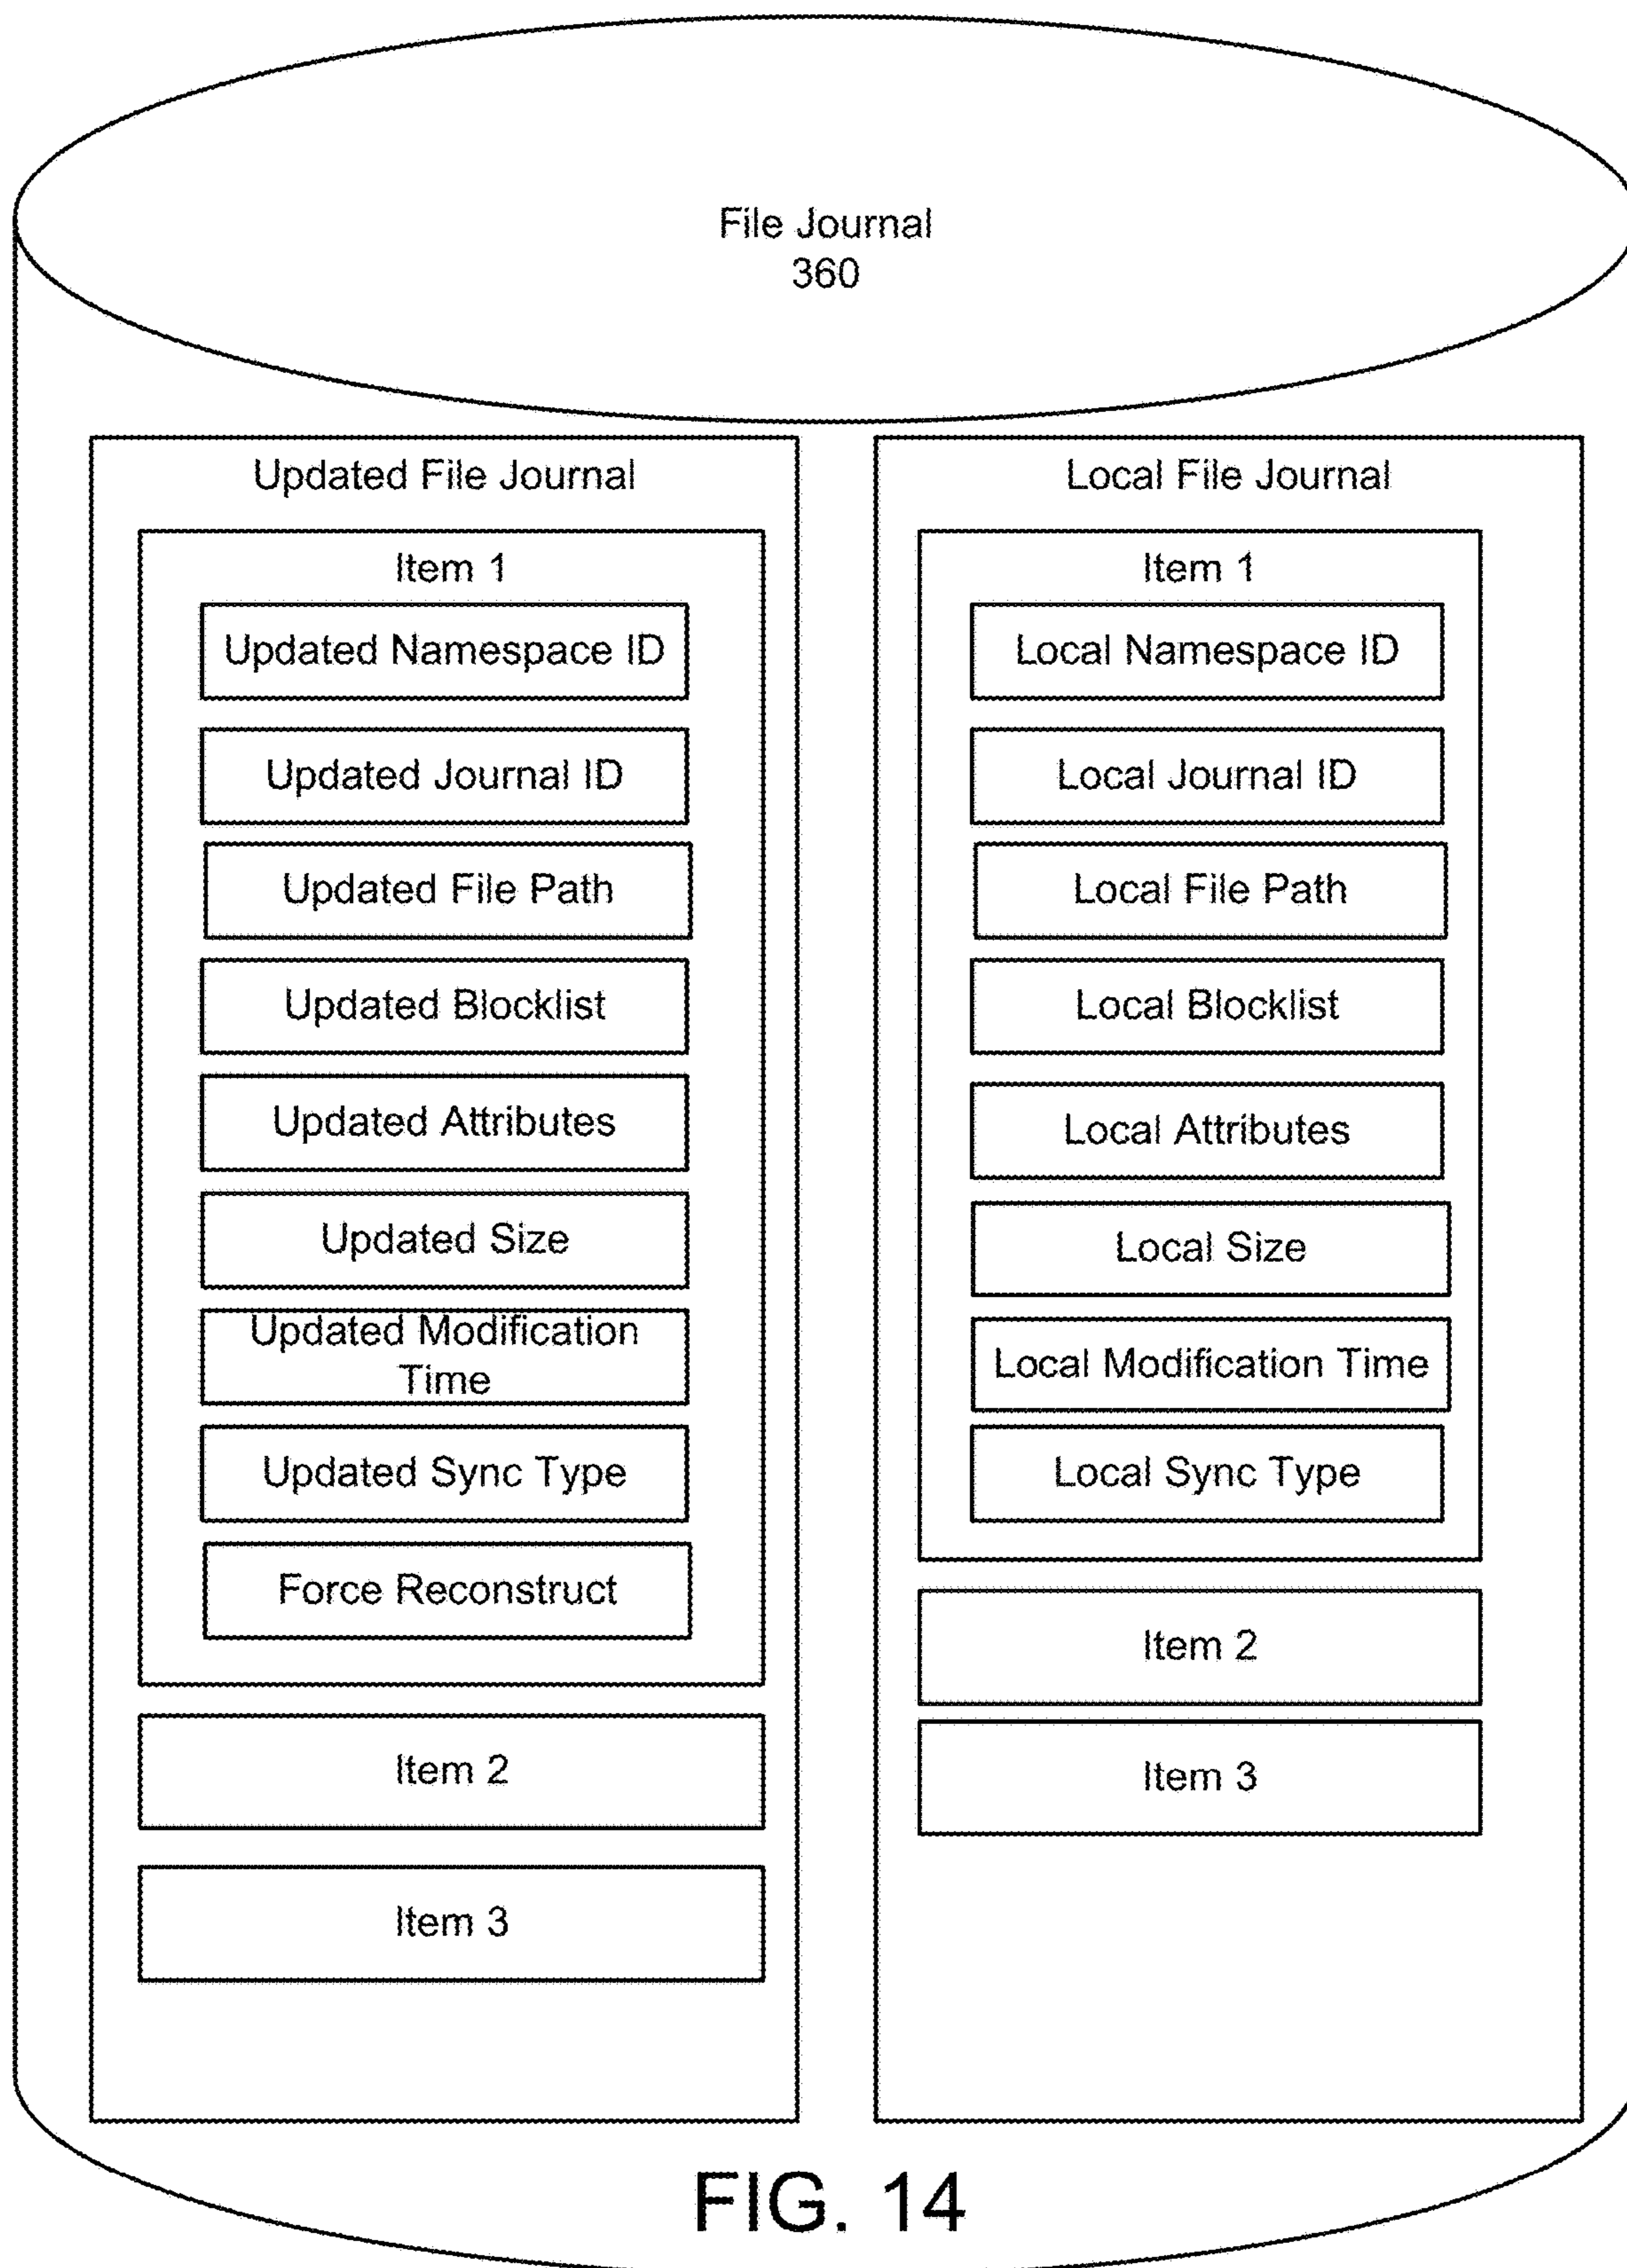 File Journal
360
Updated File Journal
Item 1
Updated Namespace ID
Updated Journal ID
Updated File Path
Updated Blocklist
Updated Attributes
Updated Size
Updated Modification
Time
Updated Sync Type
Force Reconstruct
Item 2
Item 3
Local File Journal
Item 1
Local Namespace ID
Local Journal ID
Local File Path
Local Blocklist
Local Attributes
Local Size
Local Modification Time
Local Sync Type
Item 2
Item 3
FIG. 14